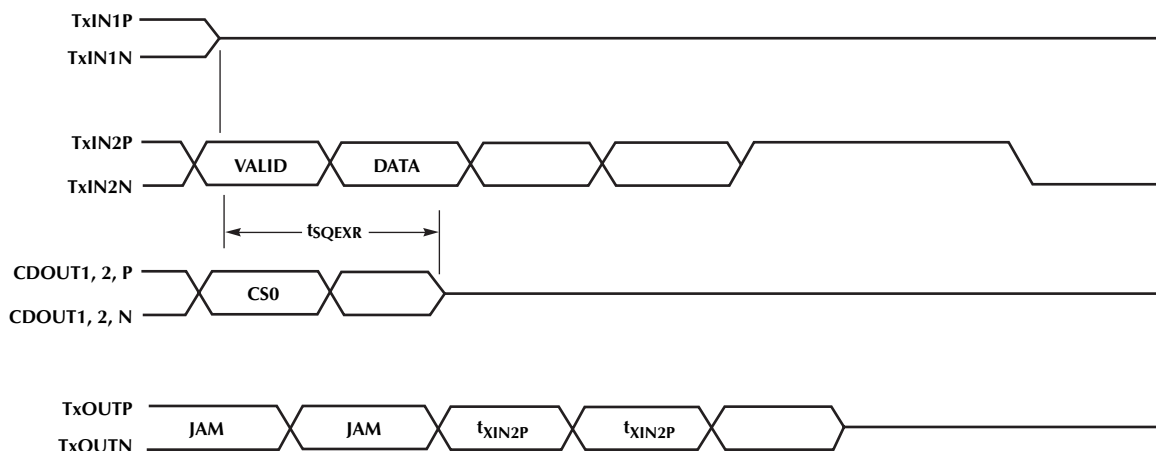 TxIN1P
TxIN1N
TxIN2P
VALID DATA
TxIN2N
tSQEXR
CDOUT1, 2, P
CS0
CDOUT1, 2, N
TxOUTP
JAM JAM tXIN2P tXIN2P
TxOUTN